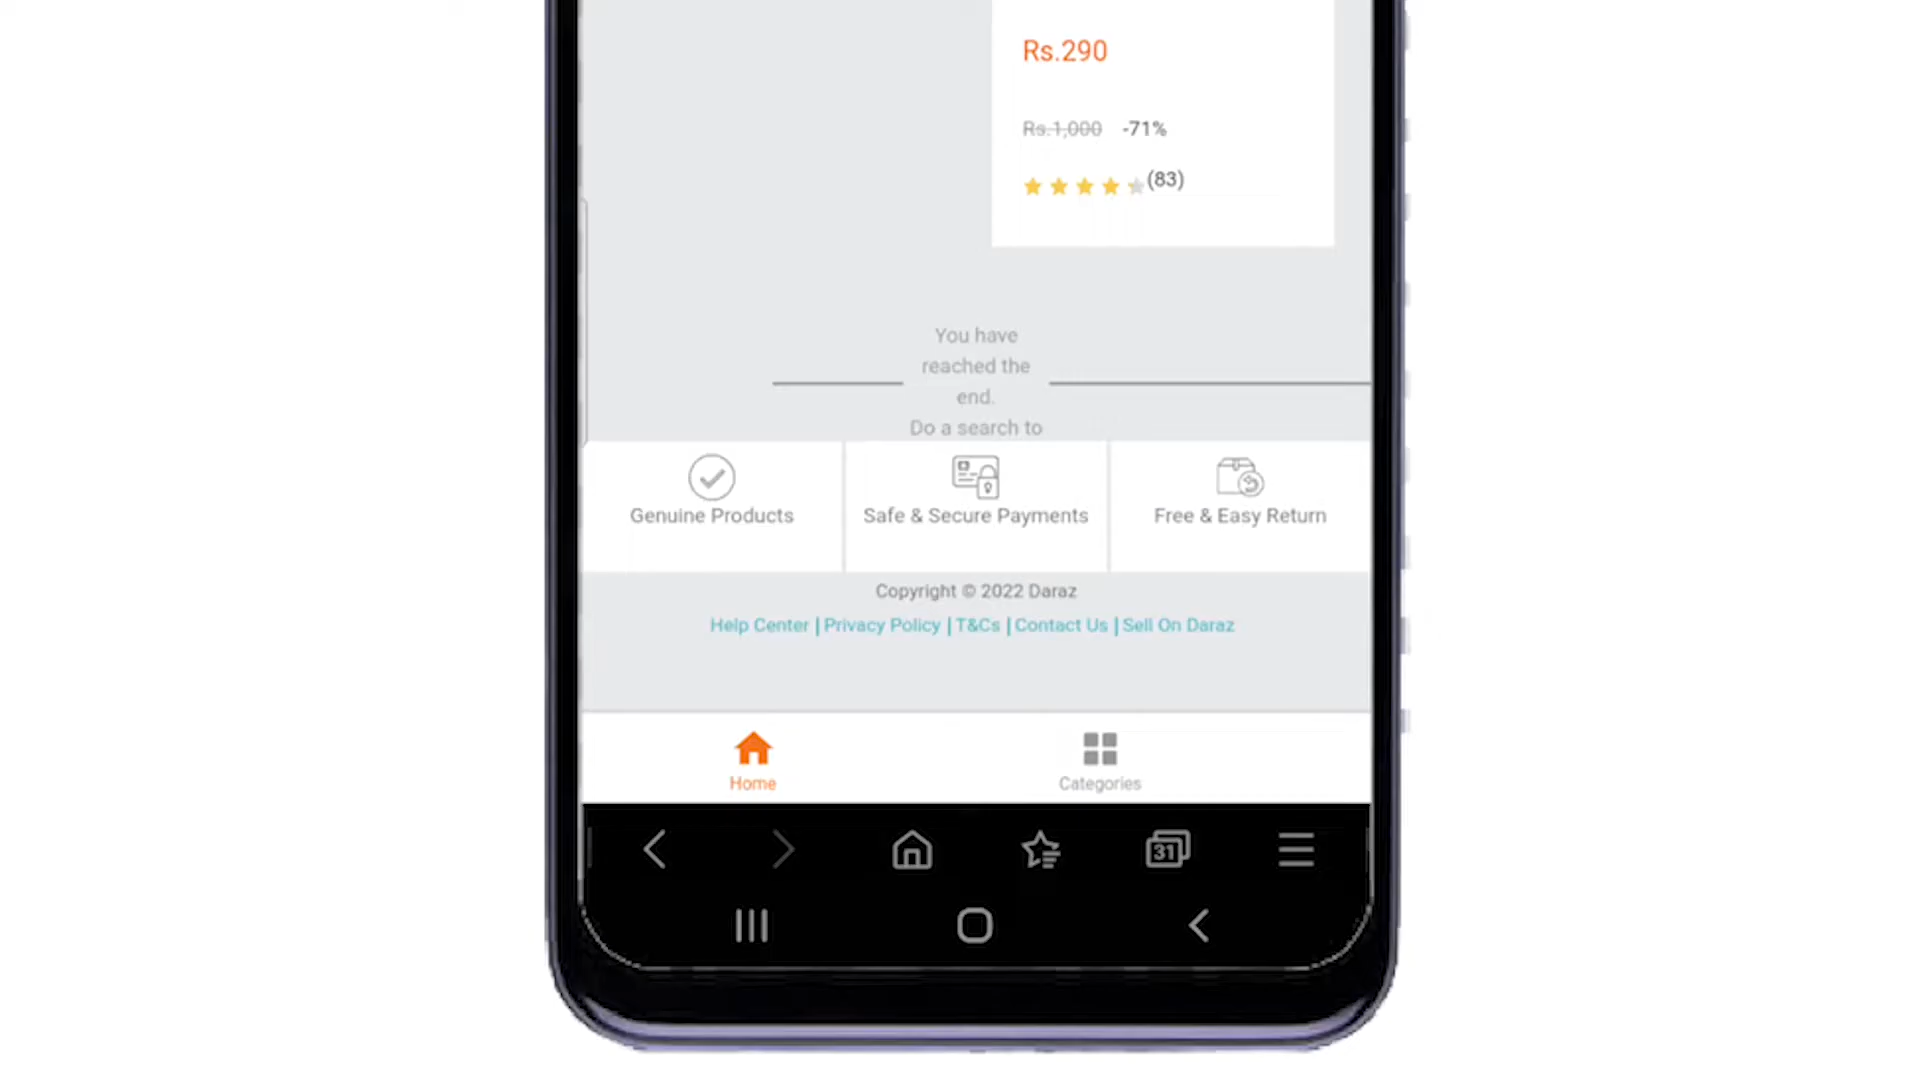 Rs.290
Rs.1,000 -71%
(83)
You have
reached the
end.
Do a search to
Genuine Products
Safe & Secure Payments
Free & Easy Return
Copyright © 2022 Daraz
Help Center | Privacy Policy | T&Cs | Contact Us | Sell On Daraz
Home
Categories
31